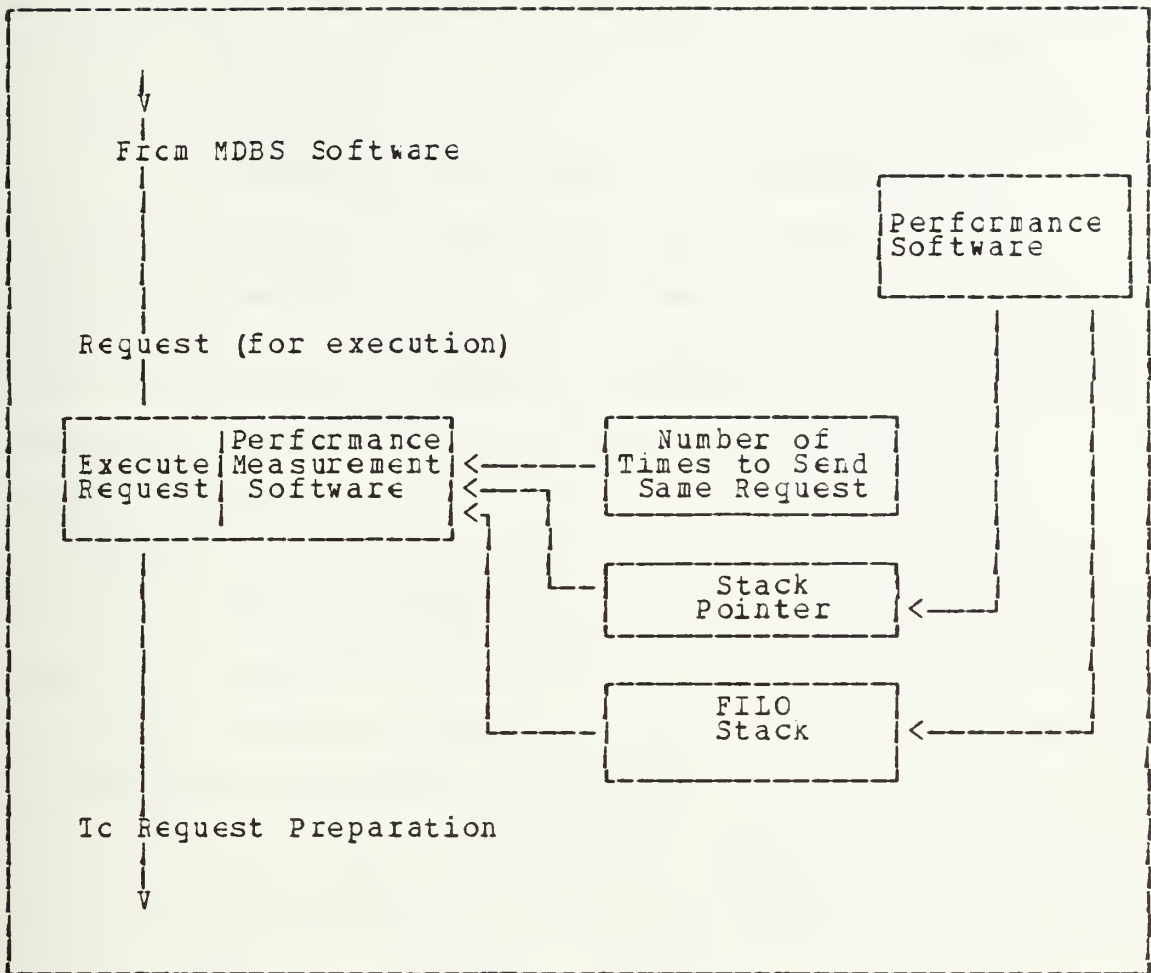 From MDBS Software
Performance
Software
Request (for execution)
Execute
Request
Performance
Measurement
Software
Number of
Times to Send
Same Request
Stack
Pointer
FILO
Stack
To Request Preparation